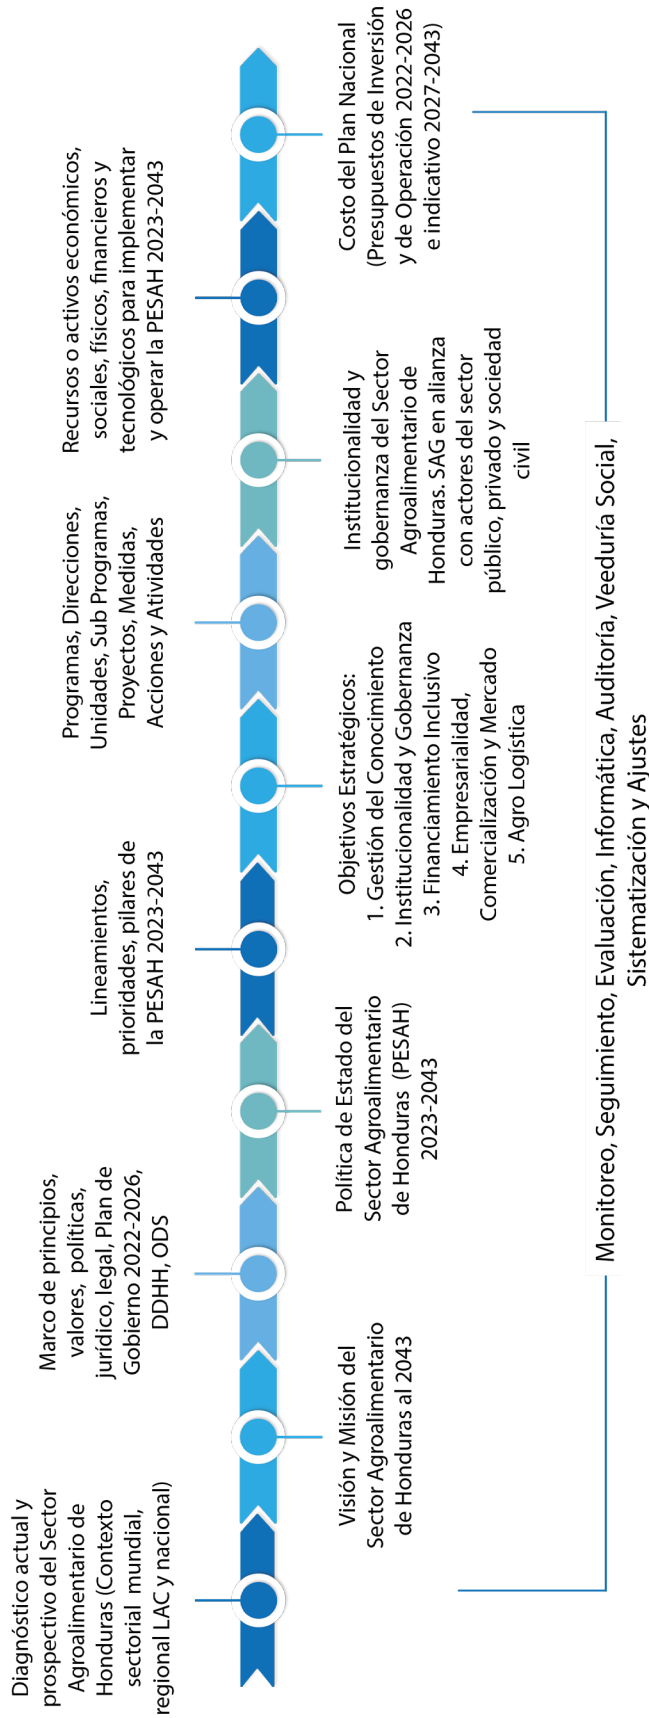 Diagnóstico actual y
prospectivo del Sector
Agroalimentario de
Honduras (Contexto
sectorial mundial,
regional LAC y nacional)
Visión y Misión del
Sector Agroalimentario
de Honduras al 2043
Marco de principios,
valores, políticas,
jurídico, legal, Plan de
Gobierno 2022-2026,
DDHH, ODS
Política de Estado del
Sector Agroalimentario
de Honduras (PESAH)
2023-2043
Lineamientos,
prioridades, pilares de
la PESAH 2023-2043
Objetivos Estratégicos:
1. Gestión del Conocimiento
2. Institucionalidad y Gobernanza
3. Financiamiento Inclusivo
4. Empresarialidad,
Comercialización y Mercado
5. Agro Logística
Programas, Direcciones,
Unidades, Sub Programas,
Proyectos, Medidas,
Acciones y Atividades
Institucionalidad y
gobernanza del Sector
Agroalimentario de
Honduras. SAG en alianza
con actores del sector
público, privado y sociedad
civil
Recursos o activos económicos,
sociales, físicos, financieros y
tecnológicos para implementar
y operar la PESAH 2023-2043
Costo del Plan Nacional
(Presupuestos de Inversión
y de Operación 2022-2026
e indicativo 2027-2043)
Monitoreo, Seguimiento, Evaluación, Informática, Auditoría, Veeduría Social,
Sistematización y Ajustes